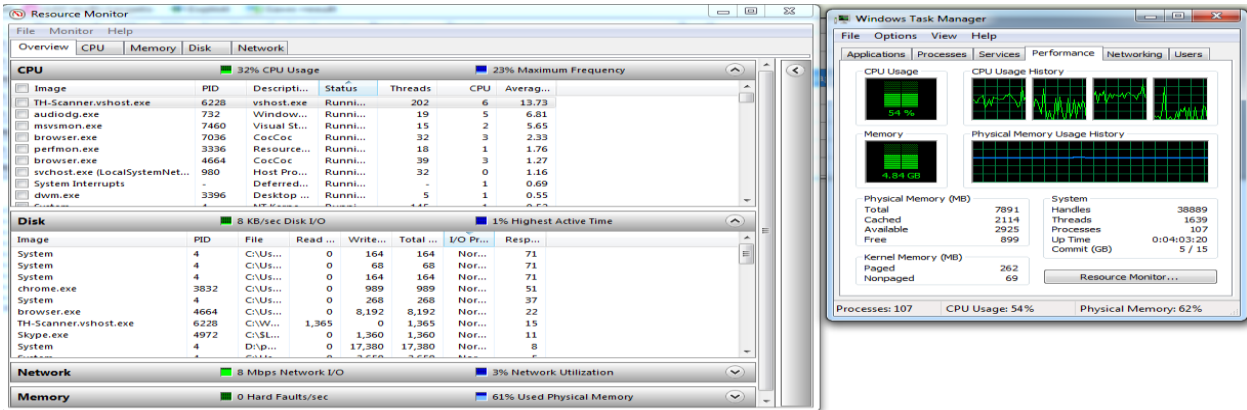 Resource Monitor
File Monitor Help
Overview CPU Memory Disk Network
CPU 32% CPU Usage 23% Maximum Frequency
Image PID Descripti... Status Threads CPU Averag...
TH-Scanner.vshost.exe 6228 vshost.exe Runni... 202 6 13.73
audiodg.exe 732 Window... Runni... 19 5 6.81
msvsmon.exe 7460 Visual St... Runni... 15 2 5.65
browser.exe 7036 CocCoc Runni... 32 3 2.33
perfmon.exe 3336 Resource... Runni... 18 1 1.76
browser.exe 4664 CocCoc Runni... 39 3 1.27
svchost.exe (LocalSystemNet... 980 Host Pro... Runni... 32 0 1.16
System Interrupts - Deferred... Runni... - 1 0.69
dwm.exe 3396 Desktop ... Runni... 5 1 0.55
Disk 8 KB/sec Disk I/O 1% Highest Active Time
Image PID File Read ... Write... Total ... I/O Pr... Resp...
System 4 C:\Us... 0 164 164 Nor... 71
System 4 C:\Us... 0 68 68 Nor... 71
System 4 C:\Us... 0 164 164 Nor... 71
chrome.exe 3832 C:\Us... 0 989 989 Nor... 51
System 4 C:\Us... 0 268 268 Nor... 37
browser.exe 4664 C:\Us... 0 8,192 8,192 Nor... 22
TH-Scanner.vshost.exe 6228 C:\W... 1,365 0 1,365 Nor... 15
Skype.exe 4972 C:\$L... 0 1,360 1,360 Nor... 11
System 4 D:\p... 0 17,380 17,380 Nor... 8
Network 8 Mbps Network I/O 3% Network Utilization
Memory 0 Hard Faults/sec 61% Used Physical Memory
Windows Task Manager
File Options View Help
Applications Processes Services Performance Networking Users
CPU Usage CPU Usage History
54 %
Memory Physical Memory Usage History
4.84 GB
Physical Memory (MB)
Total 7891
Cached 2114
Available 2925
Free 899
Kernel Memory (MB)
Paged 262
Nonpaged 69
System
Handles 38889
Threads 1639
Processes 107
Up Time 0:04:03:20
Commit (GB) 5 / 15
Resource Monitor...
Processes: 107 CPU Usage: 54% Physical Memory: 62%